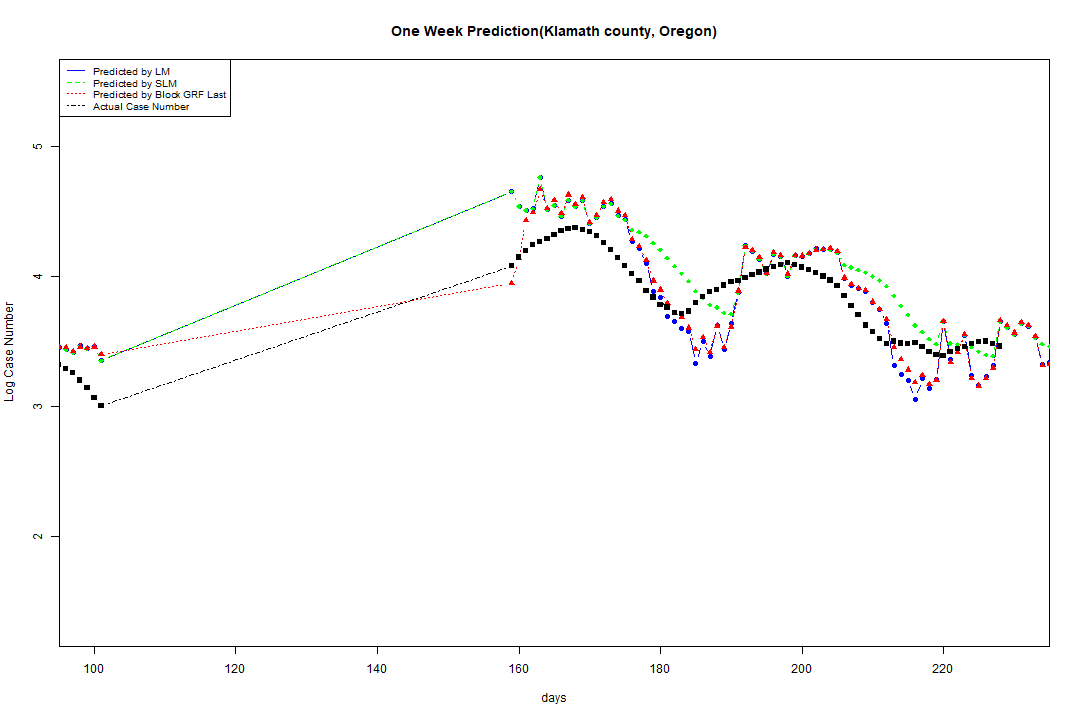 One Week Prediction(Klamath county, Oregon)
Predicted by LM
Predicted by SLM
Predicted by Block GRF Last
Actual Case Number
5
4
3
2
Log Case Number
100 120 140 160 180 200 220
days